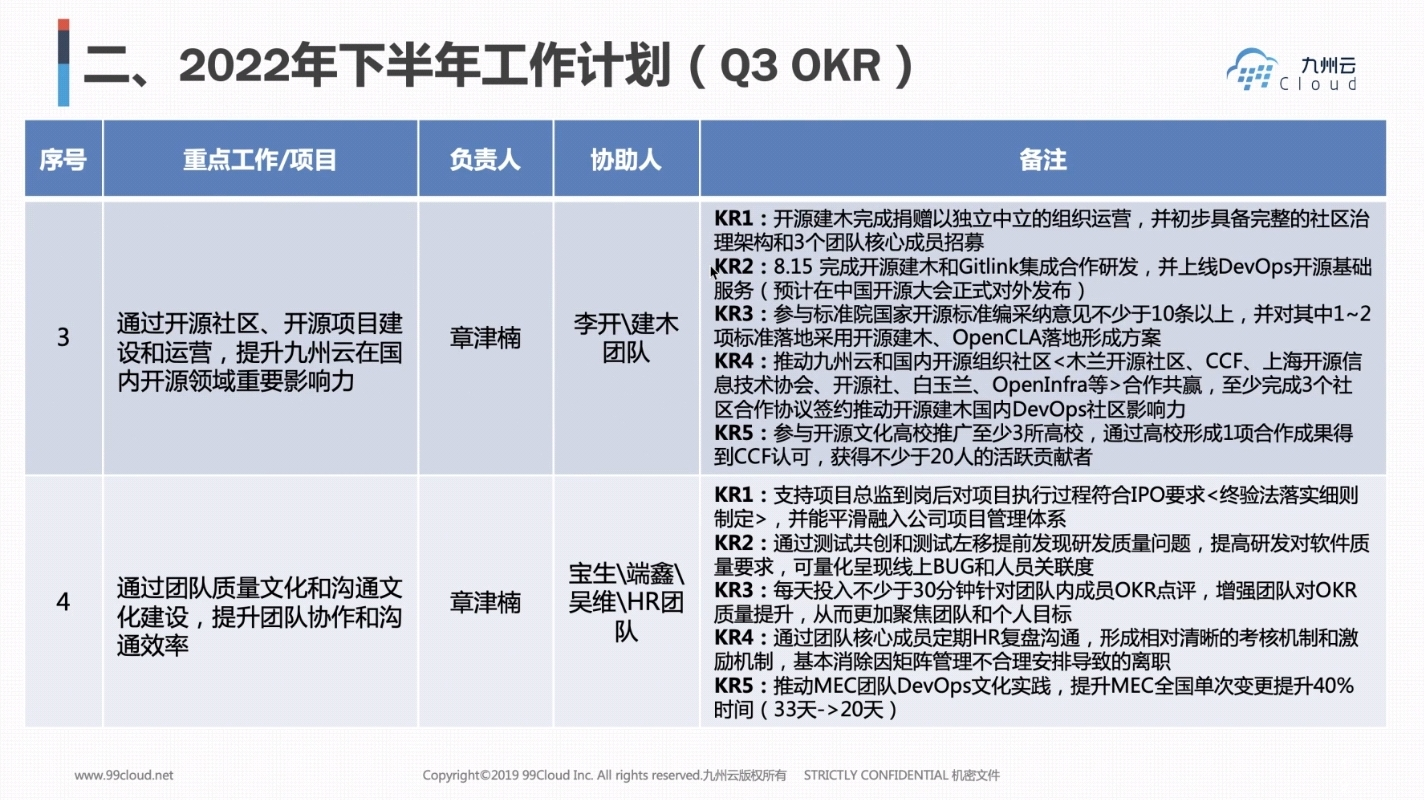 二、2022年下半年工作计划（Q3 OKR）
九州云
Cloud
序号
重点工作/项目
负责人
协助人
备注
3
通过开源社区、开源项目建
设和运营，提升九州云在国
内开源领域重要影响力
章津楠
李开\建木
团队
KR1：开源建木完成捐赠以独立中立的组织运营，并初步具备完整的社区治
理架构和3个团队核心成员招募
KR2：8.15 完成开源建木和Gitlink集成合作研发，并上线DevOps开源基础
服务（预计在中国开源大会正式对外发布）
KR3：参与标准院国家开源标准编采纳意见不少于10条以上，并对其中1~2
项标准落地采用开源建木、OpenCLA落地形成方案
KR4：推动九州云和国内开源组织社区<木兰开源社区、CCF、上海开源信
息技术协会、开源社、白玉兰、OpenInfra等>合作共赢，至少完成3个社
区合作协议签约推动开源建木国内DevOps社区影响力
KR5：参与开源文化高校推广至少3所高校，通过高校形成1项合作成果得
到CCF认可，获得不少于20人的活跃贡献者
4
通过团队质量文化和沟通文
化建设，提升团队协作和沟
通效率
章津楠
宝生\端鑫\
吴维\HR团
队
KR1：支持项目总监到岗后对项目执行过程符合IPO要求<终验法落实细则
制定>，并能平滑融入公司项目管理体系
KR2：通过测试共创和测试左移提前发现研发质量问题，提高研发对软件质
量要求，可量化呈现线上BUG和人员关联度
KR3：每天投入不少于30分钟针对团队内成员OKR点评，增强团队对OKR
质量提升，从而更加聚焦团队和个人目标
KR4：通过团队核心成员定期HR复盘沟通，形成相对清晰的考核机制和激
励机制，基本消除因矩阵管理不合理安排导致的离职
KR5：推动MEC团队DevOps文化实践，提升MEC全国单次变更提升40%
时间（33天->20天）
www.99cloud.net
Copyright©2019 99Cloud Inc. All rights reserved.九州云版权所有
STRICTLY CONFIDENTIAL 机密文件